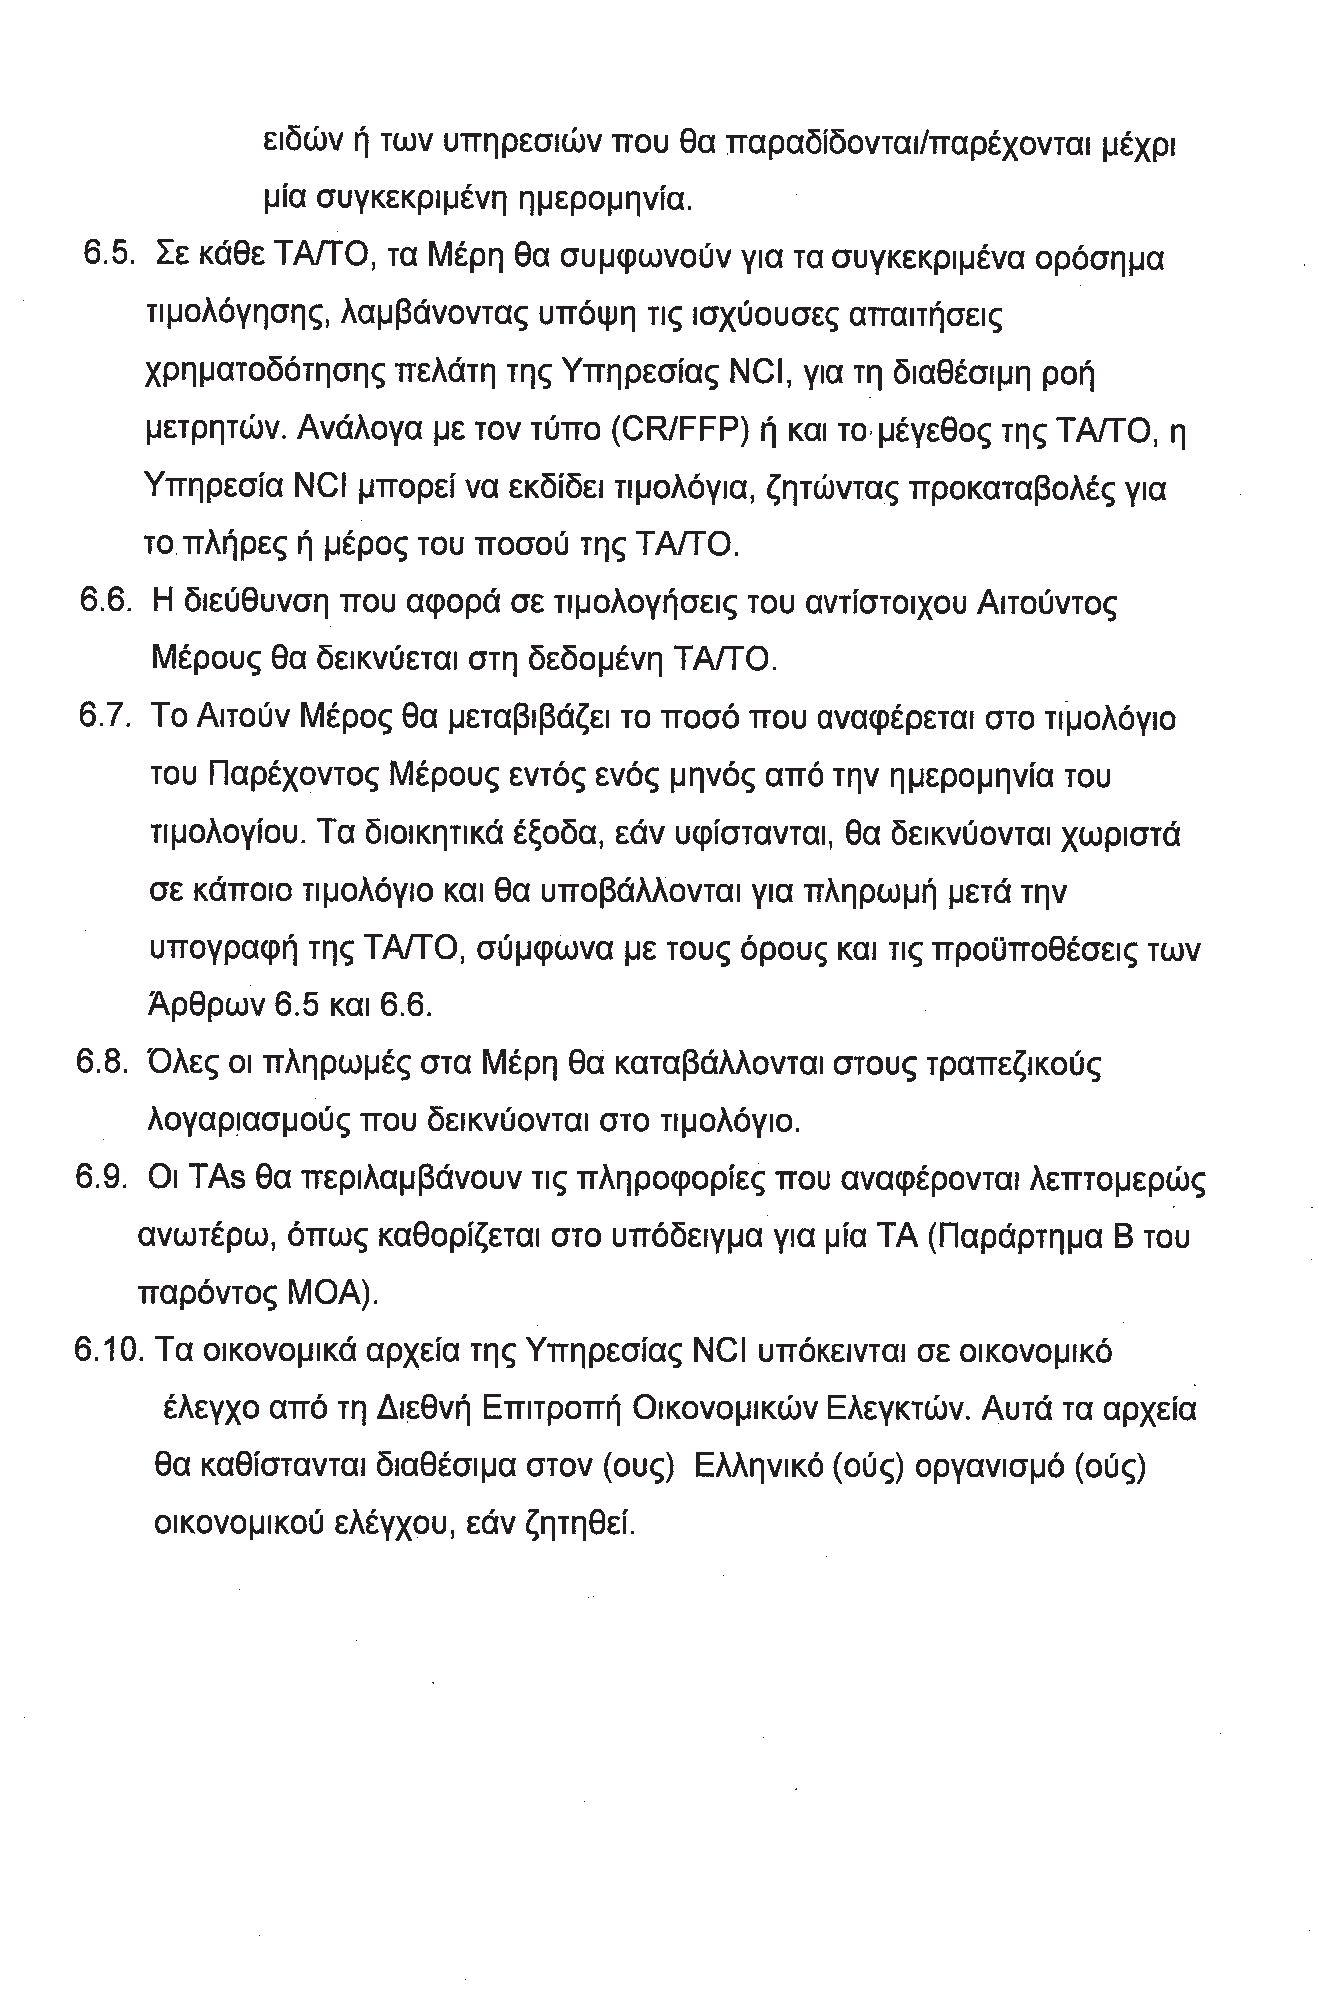 ειδών ή των υπηρεσιών που θα παραδίδονται/παρέχονται μέχρι
μία συγκεκριμένη ημερομηνία.
6.5. Σε κάθε ΤΑ/ΤΟ, τα Μέρη θα συμφωνούν για τα συγκεκριμένα ορόσημα
τιμολόγησης, λαμβάνοντας υπόψη τις ισχύουσες απαιτήσεις
χρηματοδότησης πελάτη της Υπηρεσίας NCI, για τη διαθέσιμη ροή
μετρητών. Ανάλογα με τον τύπο (CR/FFP) ή και το μέγεθος της ΤΑ/ΤΟ, η
Υπηρεσία NCI μπορεί να εκδίδει τιμολόγια, ζητώντας προκαταβολές για
το πλήρες ή μέρος του ποσού της ΤΑ/ΤΟ.
6.6. Η διεύθυνση που αφορά σε τιμολογήσεις του αντίστοιχου Αιτούντος
Μέρους θα δεικνύεται στη δεδομένη ΤΑ/ΤΟ.
6.7. Το Αιτούν Μέρος θα μεταβιβάζει το ποσό που αναφέρεται στο τιμολόγιο
του Παρέχοντος Μέρους εντός ενός μηνός από την ημερομηνία του
τιμολογίου. Τα διοικητικά έξοδα, εάν υφίστανται, θα δεικνύονται χωριστά
σε κάποιο τιμολόγιο και θα υποβάλλονται για πληρωμή μετά την
υπογραφή της ΤΑ/ΤΟ, σύμφωνα με τους όρους και τις προϋποθέσεις των
Άρθρων 6.5 και 6.6.
6.8. Όλες οι πληρωμές στα Μέρη θα καταβάλλονται στους τραπεζικούς
λογαριασμούς που δεικνύονται στο τιμολόγιο.
6.9. Οι TAs θα περιλαμβάνουν τις πληροφορίες που αναφέρονται λεπτομερώς
ανωτέρω, όπως καθορίζεται στο υπόδειγμα για μία ΤΑ (Παράρτημα Β του
παρόντος MOA).
6.10. Τα οικονομικά αρχεία της Υπηρεσίας NCI υπόκεινται σε οικονομικό
έλεγχο από τη Διεθνή Επιτροπή Οικονομικών Ελεγκτών. Αυτά τα αρχεία
θα καθίστανται διαθέσιμα στον (ους) Ελληνικό (ούς) οργανισμό (ούς)
οικονομικού ελέγχου, εάν ζητηθεί.